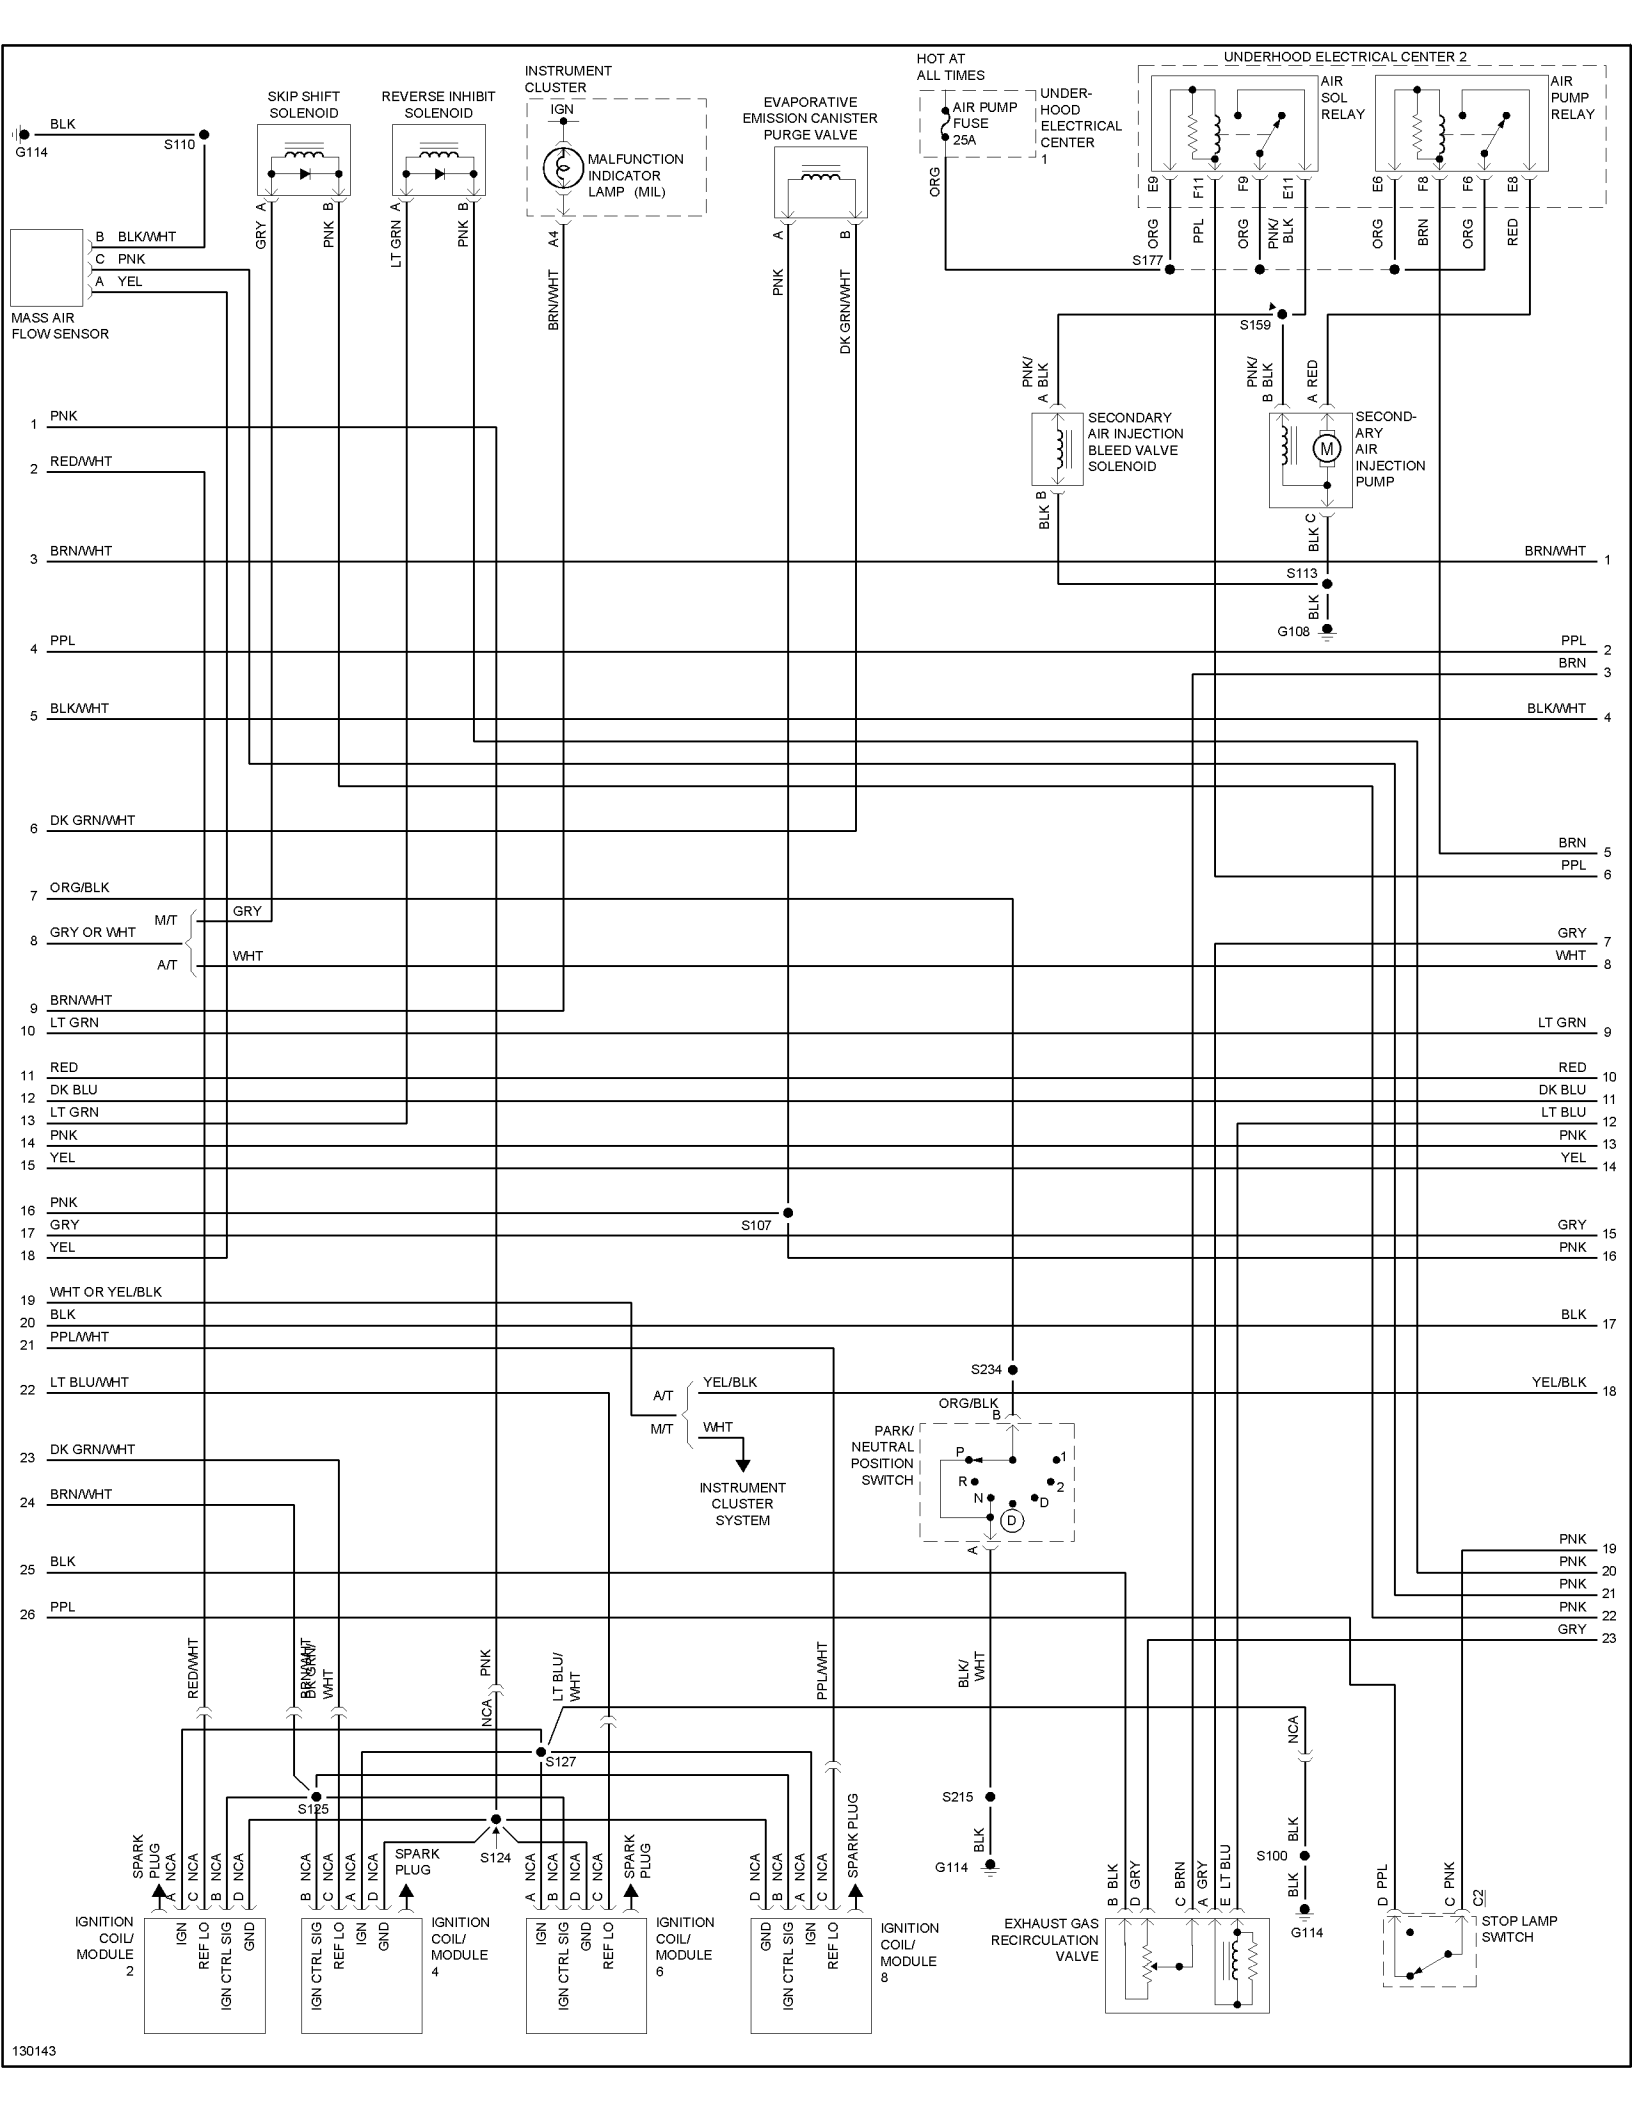 UNDERHOOD ELECTRICAL CENTER 2
HOT AT
ALL TIMES
INSTRUMENT
CLUSTER
IGN
MALFUNCTION
INDICATOR
LAMP (MIL)
A4
BRN/WHT
SKIP SHIFT
SOLENOID
A
B
GRY
PNK
REVERSE INHIBIT
SOLENOID
A
B
LT GRN
PNK
EVAPORATIVE
EMISSION CANISTER
PURGE VALVE
A
B
PNK
DK GRN/WHT
AIR PUMP
FUSE
25A
UNDER-
HOOD
ELECTRICAL
CENTER
1
ORG
AIR
SOL
RELAY
AIR
PUMP
RELAY
E9
F11
F9
E11
E6
F8
F6
E8
ORG
PPL
ORG
PNK/
BLK
ORG
BRN
ORG
RED
S177
S159
BLK
G114
S110
B BLK/WHT
C PNK
A YEL
MASS AIR
FLOW SENSOR
PNK/
BLK
A
PNK/
BLK
B
RED
A
SECONDARY
AIR INJECTION
BLEED VALVE
SOLENOID
BLK B
M
SECOND-
ARY
AIR
INJECTION
PUMP
BLK C
S113
BLK
G108
1 PNK
2 RED/WHT
3 BRN/WHT
4 PPL
5 BLK/WHT
6 DK GRN/WHT
7 ORG/BLK
8 GRY OR WHT
M/T
GRY
A/T
WHT
9 BRN/WHT
10 LT GRN
11 RED
12 DK BLU
13 LT GRN
14 PNK
15 YEL
16 PNK
17 GRY
18 YEL
19 WHT OR YEL/BLK
20 BLK
21 PPL/WHT
22 LT BLU/WHT
23 DK GRN/WHT
24 BRN/WHT
25 BLK
26 PPL
BRN/WHT 1
PPL 2
BRN 3
BLK/WHT 4
BRN 5
PPL 6
GRY 7
WHT 8
LT GRN 9
RED 10
DK BLU 11
LT BLU 12
PNK 13
YEL 14
GRY 15
PNK 16
BLK 17
YEL/BLK 18
PNK 19
PNK 20
PNK 21
PNK 22
GRY 23
S107
A/T
YEL/BLK
M/T
WHT
INSTRUMENT
CLUSTER
SYSTEM
S234
ORG/BLK
B
PARK/
NEUTRAL
POSITION
SWITCH
P
R
N
D
D
2
1
A
BLK/
WHT
S215
BLK
G114
RED/WHT
BRN/WHT
DK GRN/
WHT
PNK
NCA
LT BLU/
WHT
PPL/WHT
NCA
S127
S125
S124
BLK
S100
BLK
G114
SPARK
PLUG
A NCA
C NCA
B NCA
D NCA
IGN
REF LO
IGN CTRL SIG
GND
IGNITION
COIL/
MODULE
2
B NCA
C NCA
A NCA
D NCA
SPARK
PLUG
IGN CTRL SIG
REF LO
IGN
GND
IGNITION
COIL/
MODULE
4
A NCA
B NCA
D NCA
C NCA
SPARK
PLUG
IGN
IGN CTRL SIG
GND
REF LO
IGNITION
COIL/
MODULE
6
D NCA
B NCA
A NCA
C NCA
SPARK PLUG
GND
IGN CTRL SIG
IGN
REF LO
IGNITION
COIL/
MODULE
8
B BLK
D GRY
C BRN
A GRY
E LT BLU
EXHAUST GAS
RECIRCULATION
VALVE
D PPL
C PNK
C2
STOP LAMP
SWITCH
130143